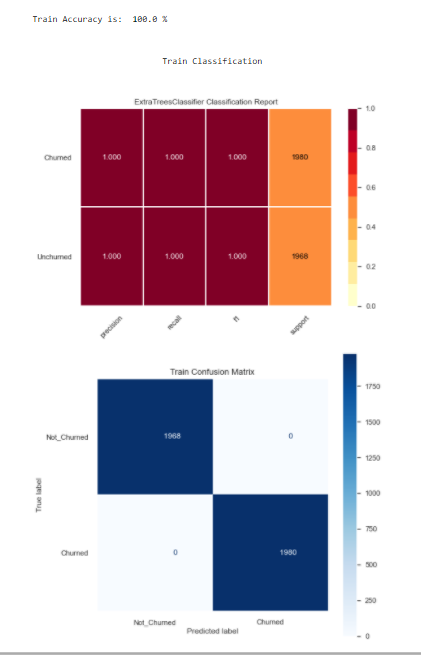 Train Accuracy is: 100.0 %
Train Classification
ExtraTreesClassifier Classification Report
1.0
Churned 1.000 1.000 1.000 1980
0.8
0.6
0.4
Unchurned 1.000 1.000 1.000 1968
0.2
0.0
precision recall f1 support
Train Confusion Matrix
1750
Not_Churned 1968 0
1500
1250
True label
1000
750
Churned 0 1980
500
250
Not_Churned Churned
Predicted label
0